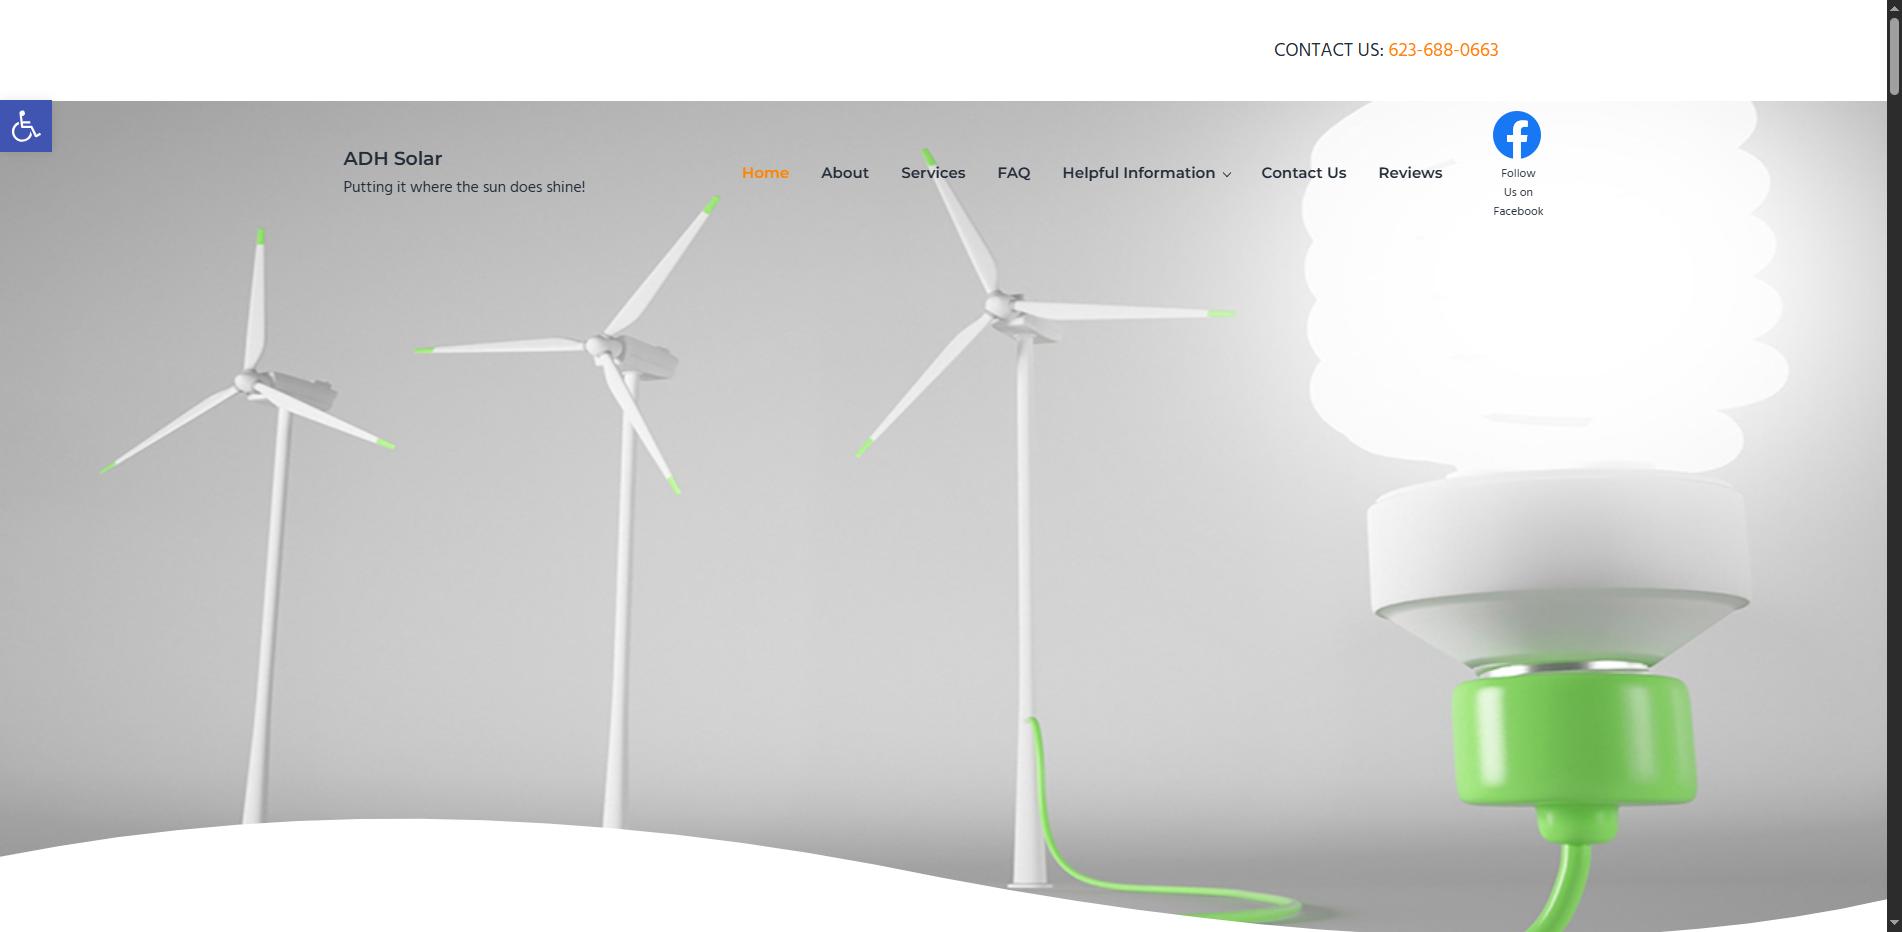 CONTACT US: 623-688-0663
ADH Solar
Putting it where the sun does shine!
Home About Services FAQ Helpful Information Contact Us Reviews
Follow
Us on
Facebook